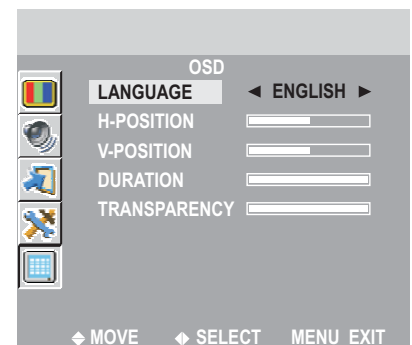 OSD
LANGUAGE ◄ ENGLISH ►
H-POSITION
V-POSITION
DURATION
TRANSPARENCY
MOVE SELECT MENU EXIT